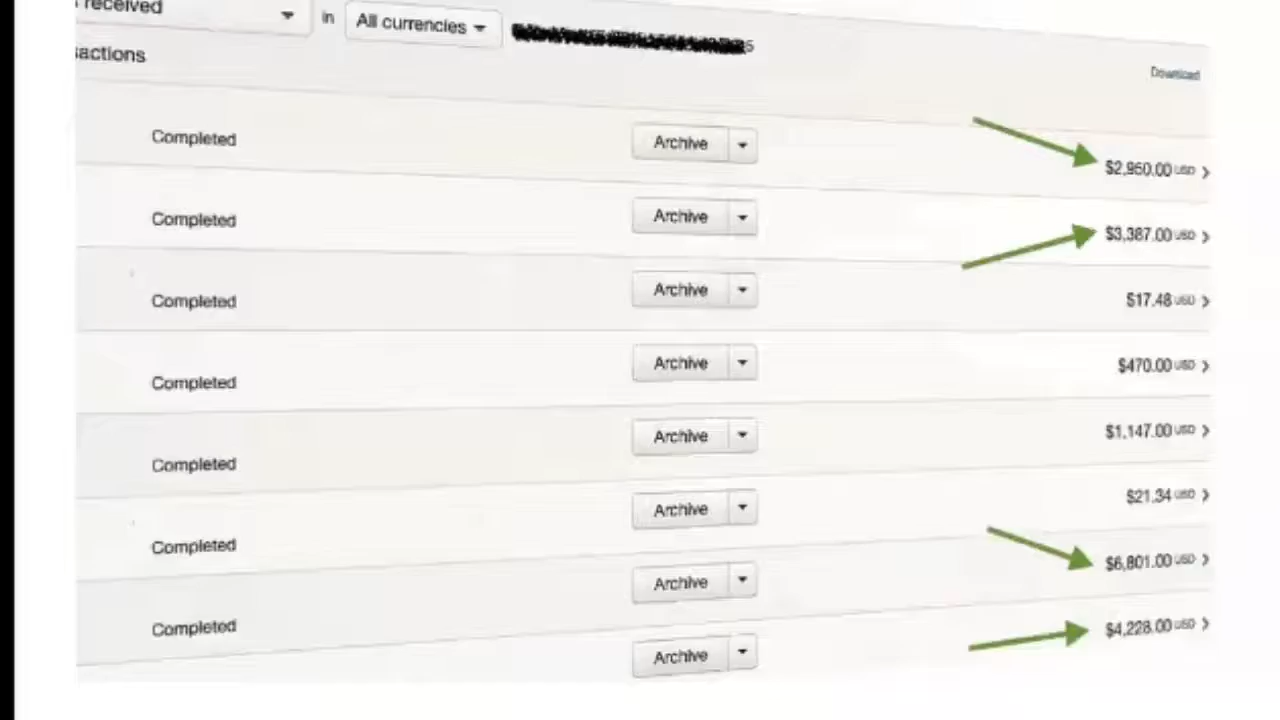 received in All currencies
sactions
Download
Completed Archive $2,950.00 USD
Completed Archive $3,387.00 USD
Completed Archive $17.48 USD
Completed Archive $470.00 USD
Completed Archive $1,147.00 USD
Completed Archive $21.34 USD
Completed Archive $6,801.00 USD
Archive $4,228.00 USD